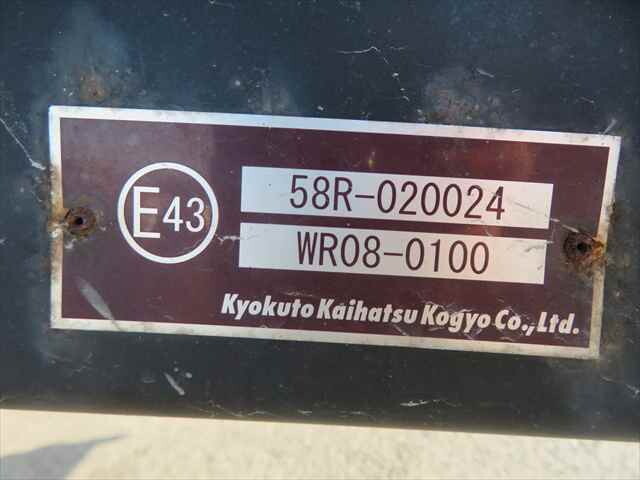 E43
58R-020024
WR08-0100
Kyokuto Kaihatsu Kogyo Co.,Ltd.